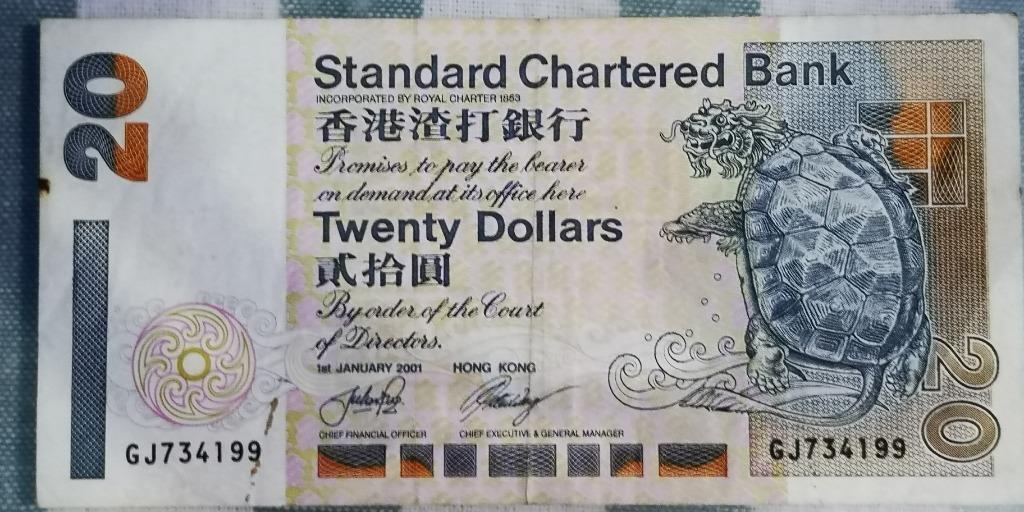 20
Standard Chartered Bank
INCORPORATED BY ROYAL CHARTER 1853
香港渣打銀行
Promises to pay the bearer
on demand at its office here
Twenty Dollars
貳拾圓
By order of the Court
of Directors.
1st JANUARY 2001 HONG KONG
CHIEF FINANCIAL OFFICER CHIEF EXECUTIVE & GENERAL MANAGER
GJ734199 GJ734199
20